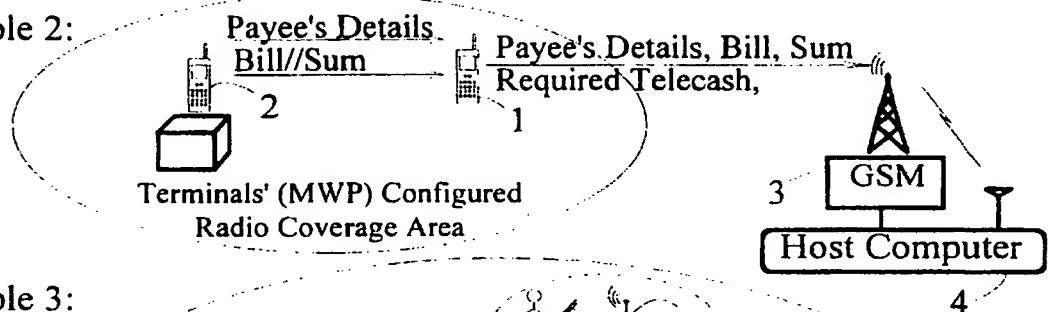 ple 2:
Payee's Details
Bill//Sum
Payee's Details, Bill, Sum
Required Telecash,
2
1
3
GSM
Terminals' (MWP) Configured
Radio Coverage Area
Host Computer
4
ple 3: